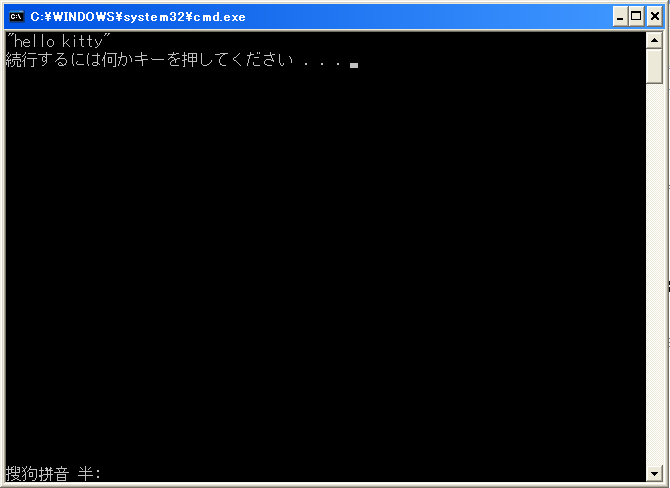 C:¥WINDOWS¥system32¥cmd.exe
"hello kitty"
続行するには何かキーを押してください . . .
搜狗拼音 半: